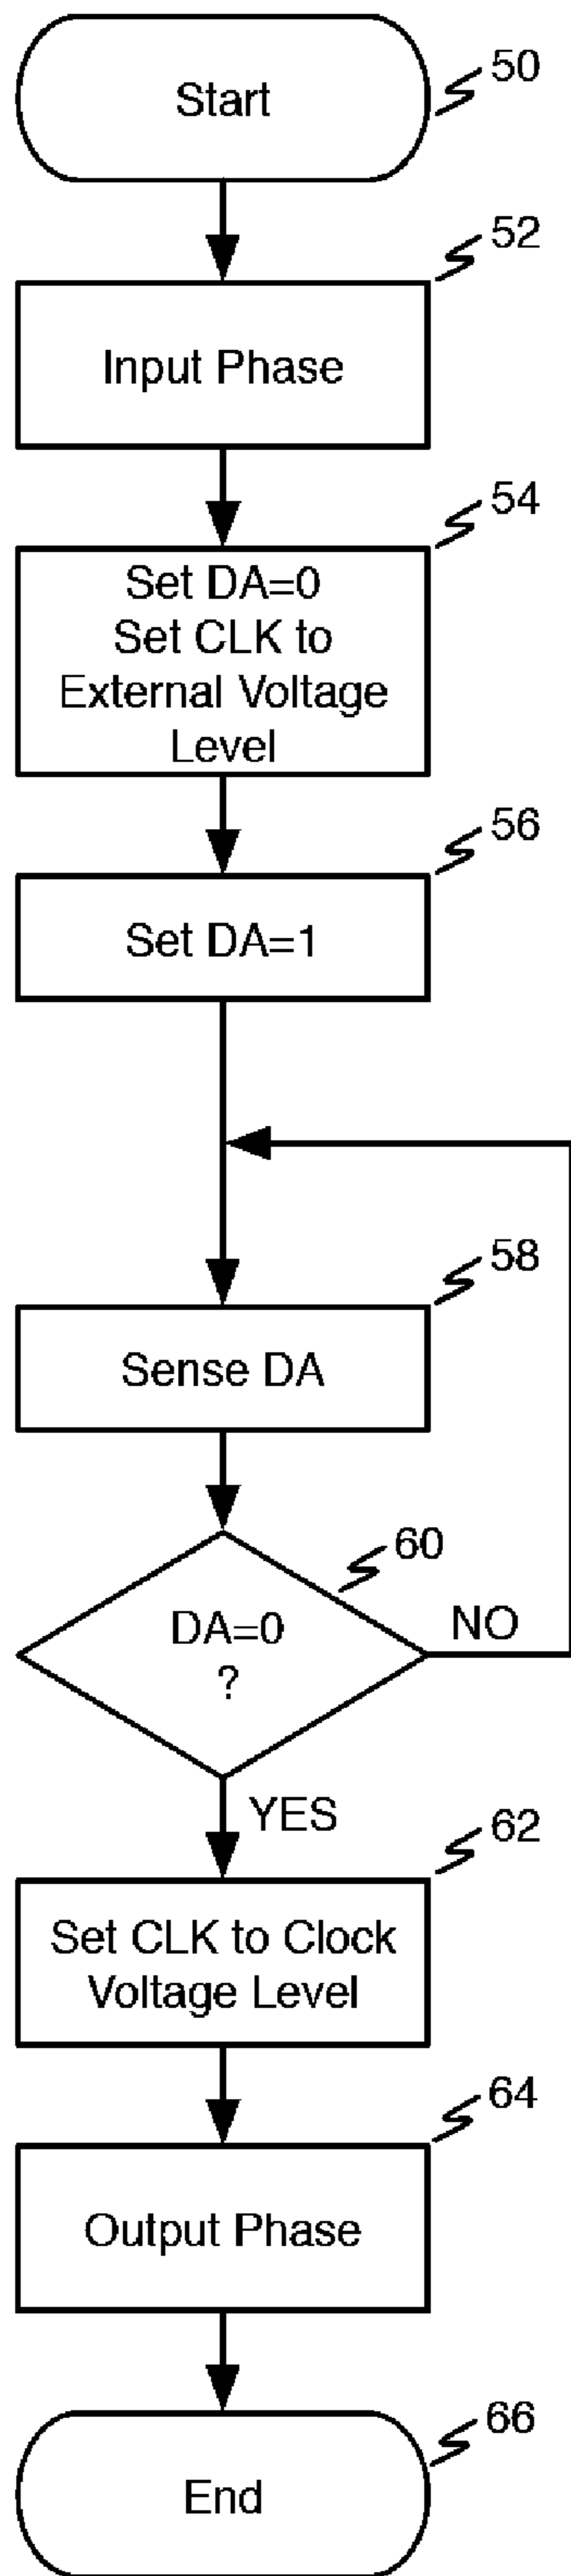 Start
50
52
Input Phase
54
Set DA=0
Set CLK to
External Voltage
Level
56
Set DA=1
58
Sense DA
60
DA=0
?
NO
YES
62
Set CLK to Clock
Voltage Level
64
Output Phase
66
End